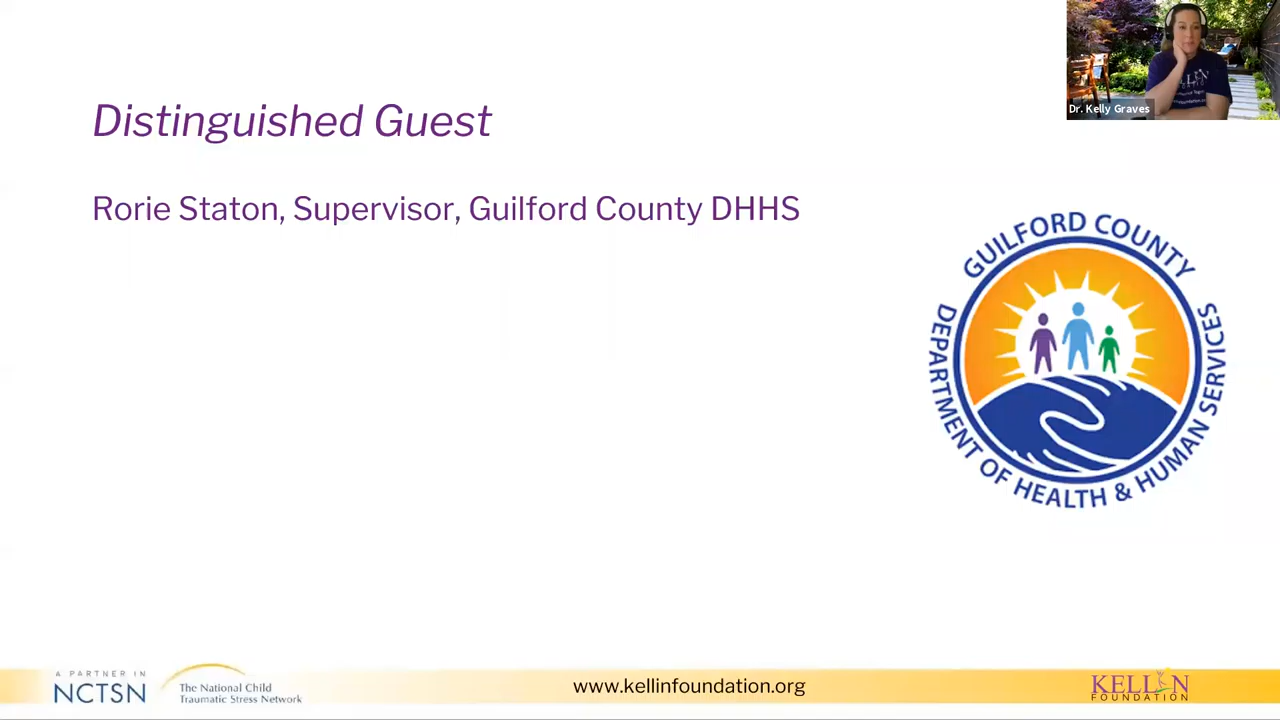 Distinguished Guest
Dr. Kelly Graves
Rorie Staton, Supervisor, Guilford County DHHS
GUILFORD COUNTY
DEPARTMENT OF HEALTH & HUMAN SERVICES
A PARTNER IN
NCTSN
The National Child
Traumatic Stress Network
www.kellinfoundation.org
KELLIN
FOUNDATION